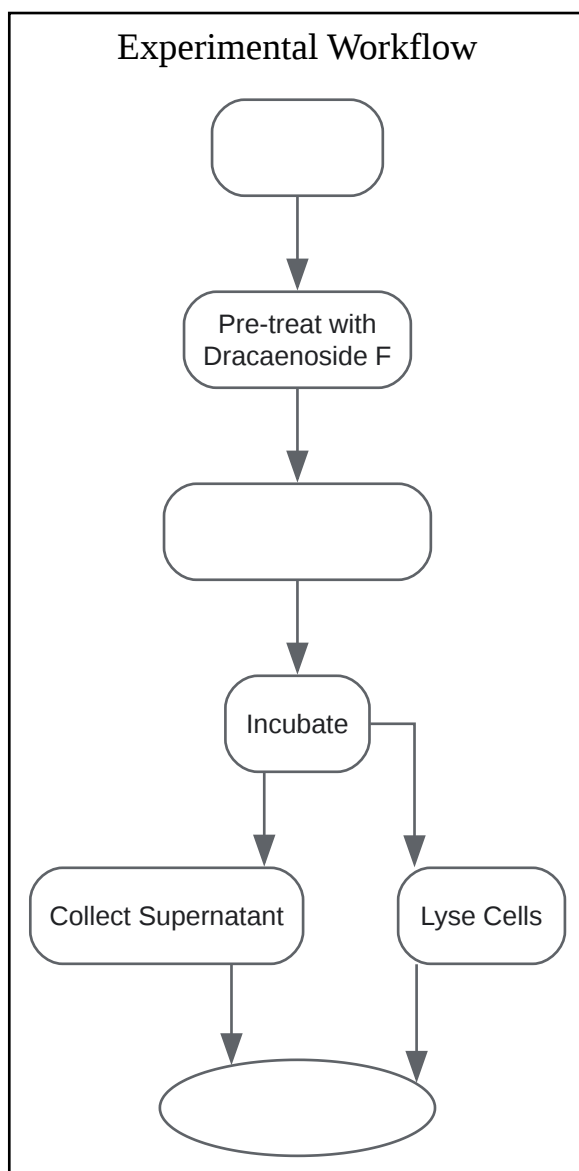 Experimental Workflow
Pre-treat with
Dracaenoside F
Incubate
Collect Supernatant
Lyse Cells